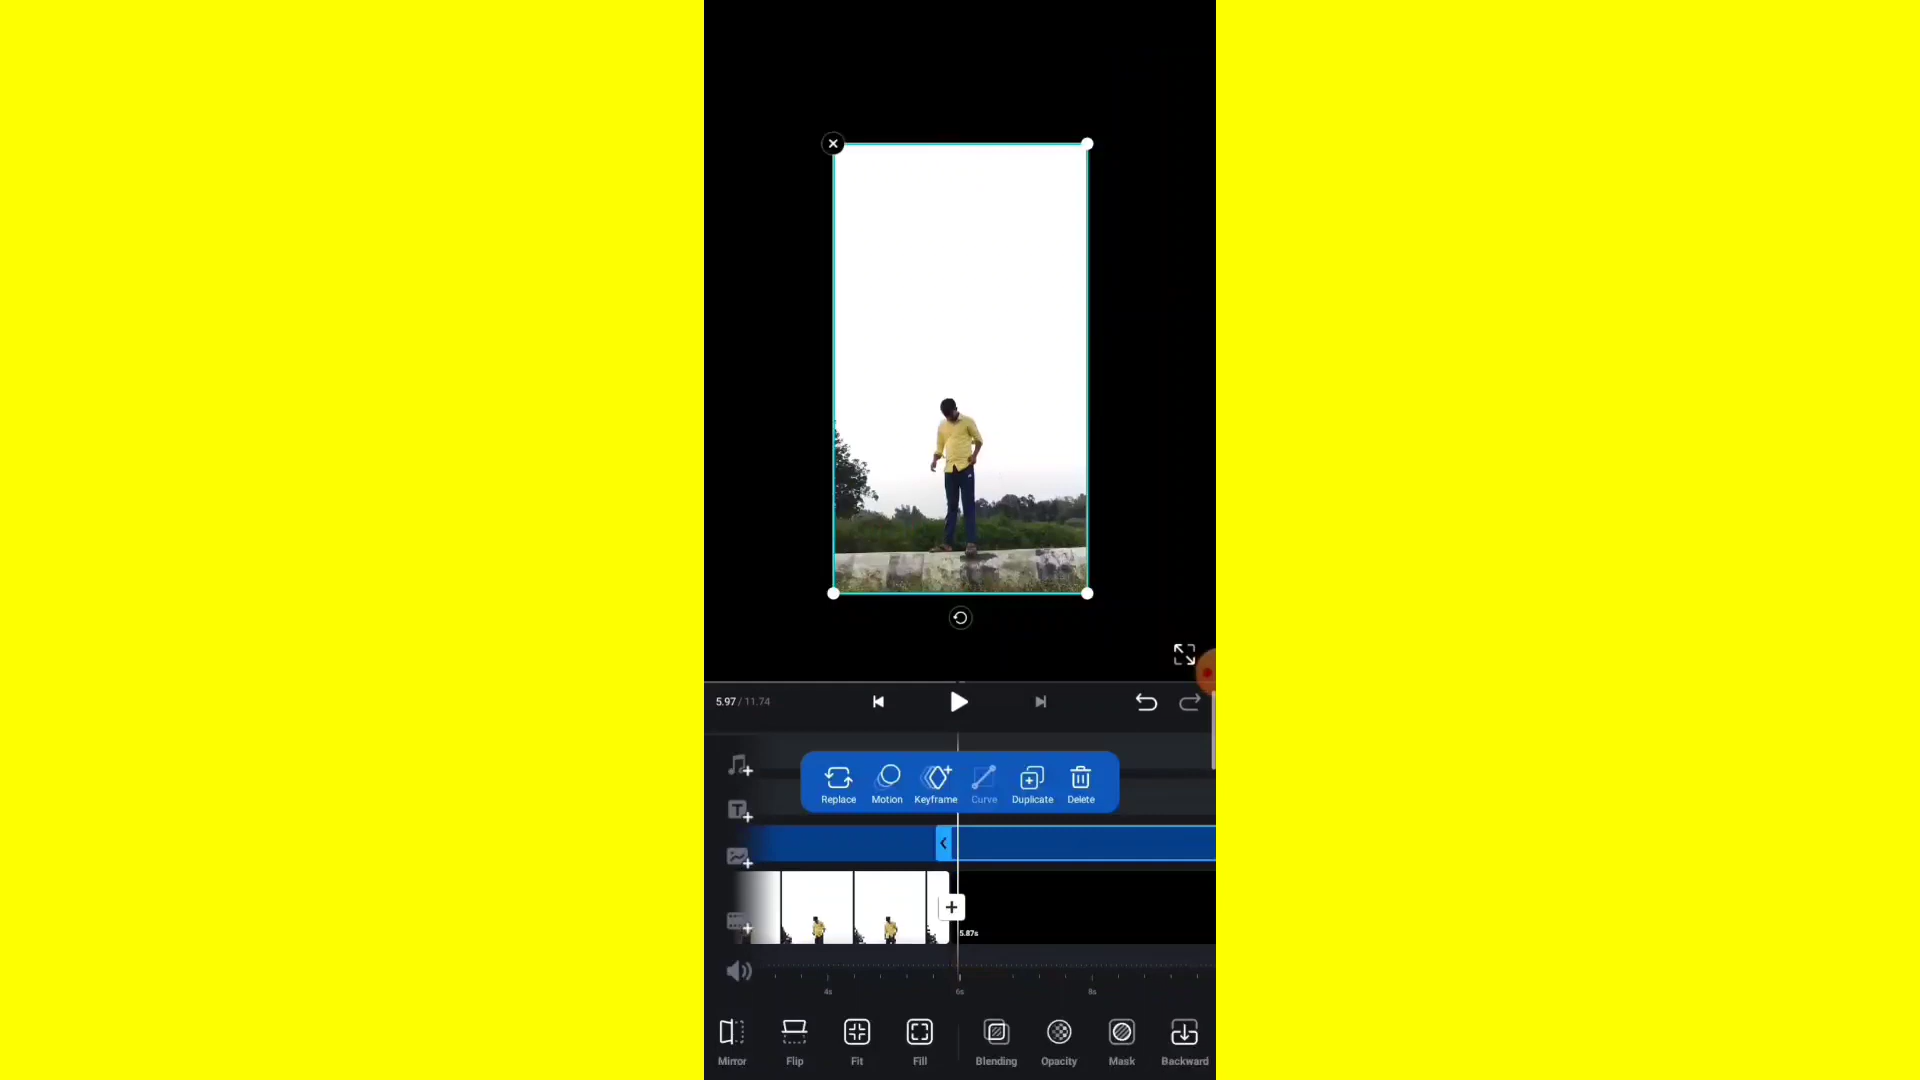 5.97 / 11.74
Replace Motion Keyframe Curve Duplicate Delete
5.87s
4s 6s 8s
Mirror Flip Fit Fill Blending Opacity Mask Backward